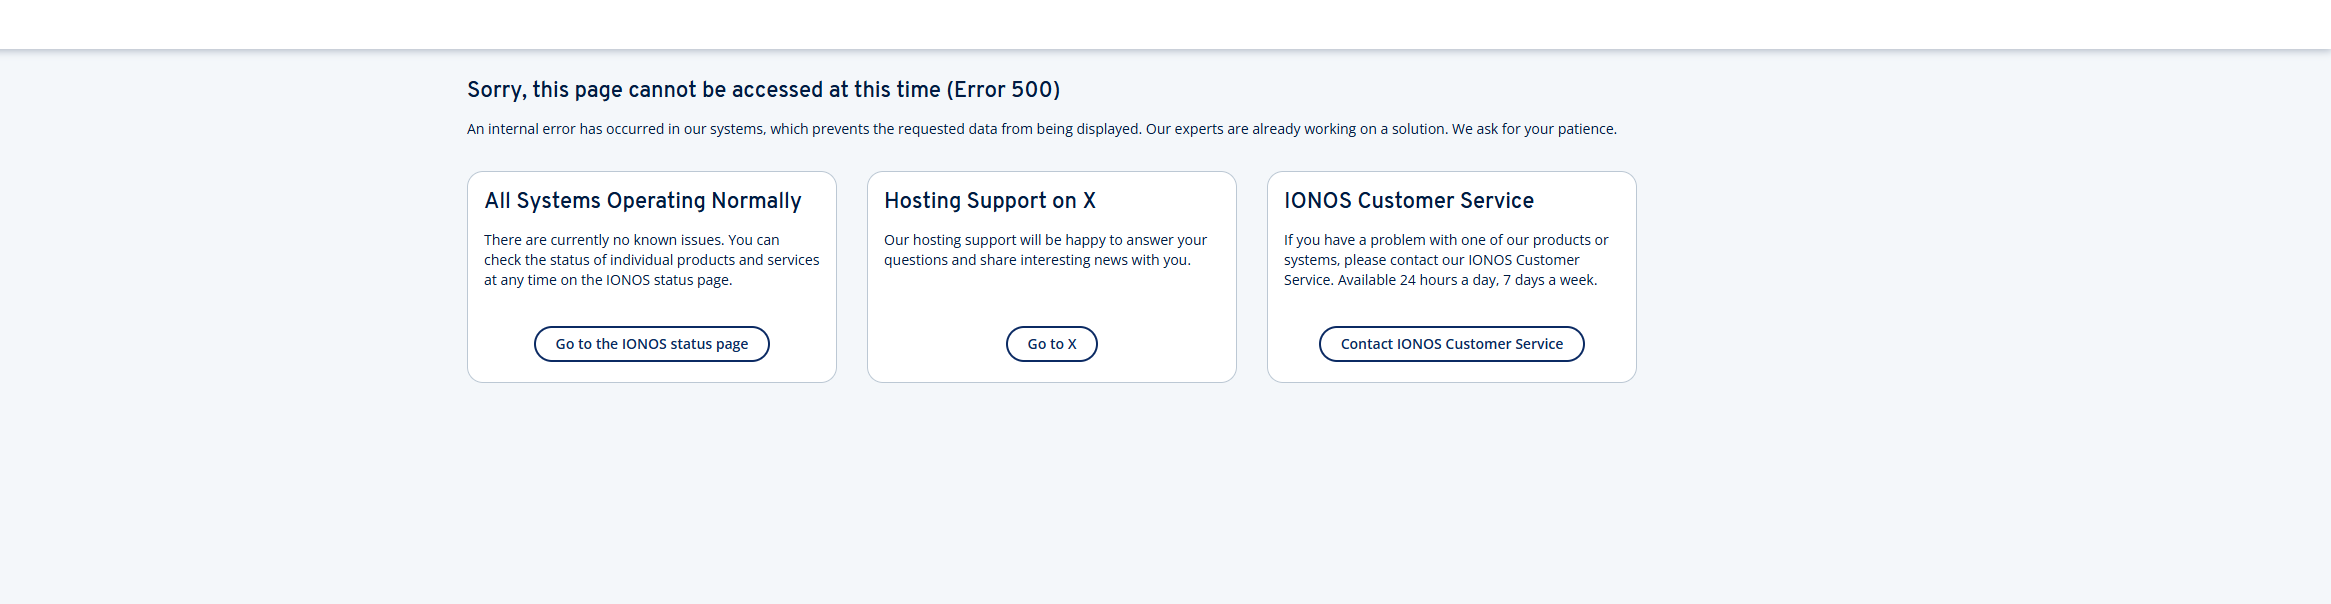 Sorry, this page cannot be accessed at this time (Error 500)
An internal error has occurred in our systems, which prevents the requested data from being displayed. Our experts are already working on a solution. We ask for your patience.
All Systems Operating Normally
There are currently no known issues. You can
check the status of individual products and services
at any time on the IONOS status page.
Go to the IONOS status page
Hosting Support on X
Our hosting support will be happy to answer your
questions and share interesting news with you.
Go to X
IONOS Customer Service
If you have a problem with one of our products or
systems, please contact our IONOS Customer
Service. Available 24 hours a day, 7 days a week.
Contact IONOS Customer Service